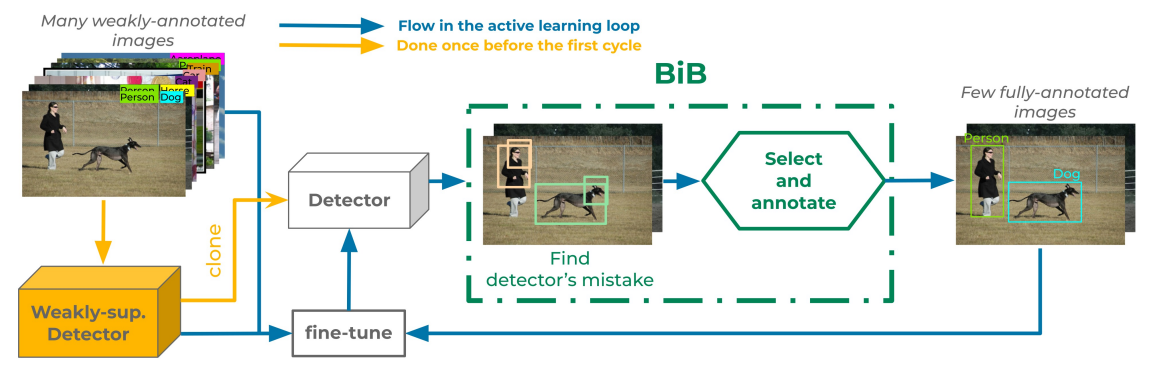 Many weakly-annotated
images
Flow in the active learning loop
Done once before the first cycle
Aeroplane
Train
Car
Cat
Person
Horse
Person
Dog
Weakly-sup.
Detector
clone
Detector
fine-tune
BiB
Find
detector's mistake
Select
and
annotate
Few fully-annotated
images
Person
Dog